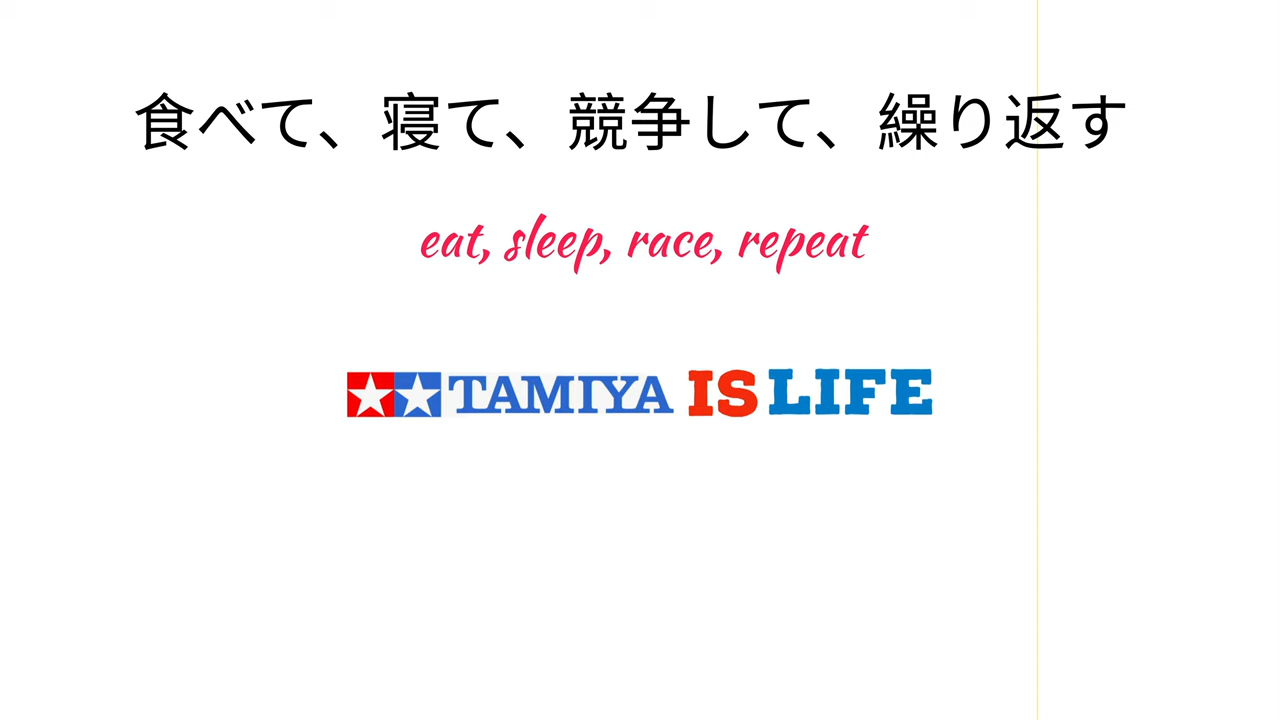 食べて、寝て、競争して、繰り返す
eat, sleep, race, repeat
TAMIYA IS LIFE